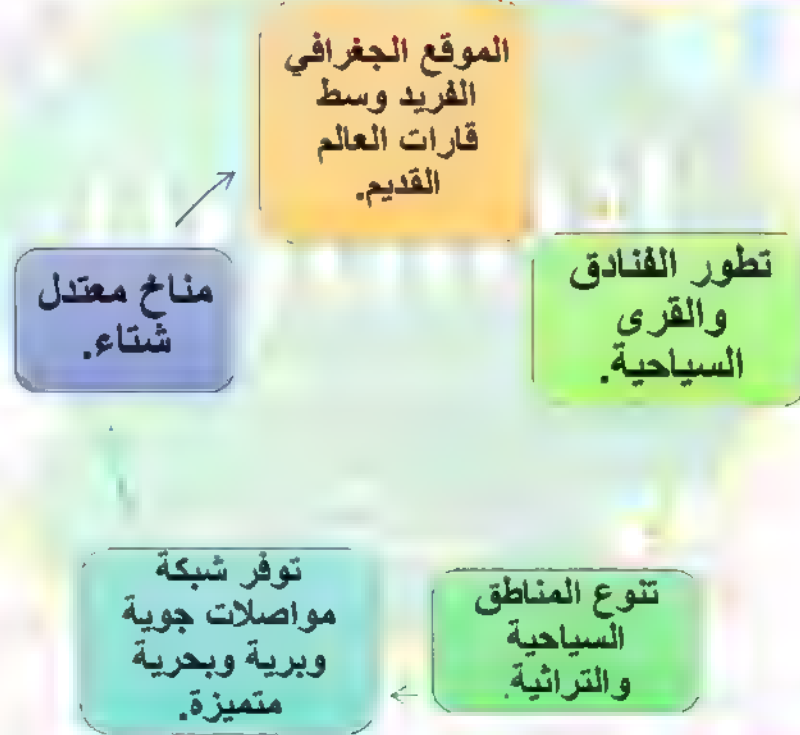 الموقع الجغرافي
الفريد وسط
قارات العالم
القديم.
تطور الفنادق
والقرى
السياحية.
تنوع المناطق
السياحية
والتراثية.
توفر شبكة
مواصلات جوية
وبرية وبحرية
متميزة.
مناخ معتدل
شتاء.